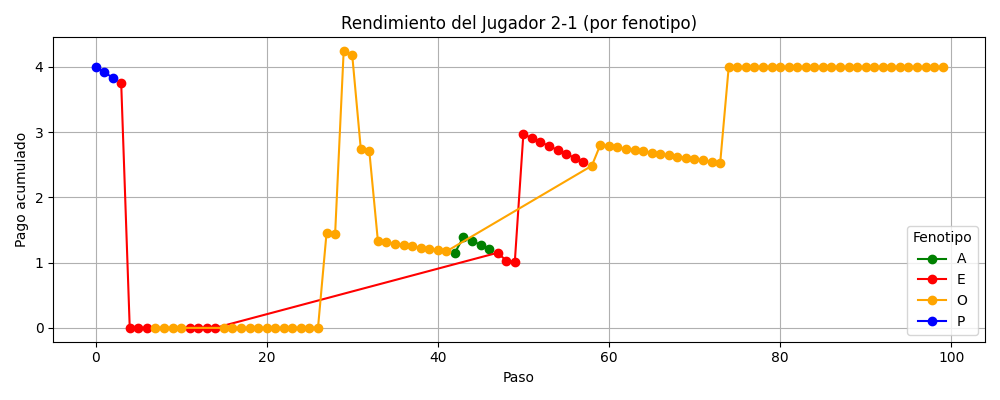 Rendimiento del Jugador 2-1 (por fenotipo)
Pago acumulado
4
3
2
1
0
0
20
40
60
80
100
Paso
Fenotipo
A
E
O
P